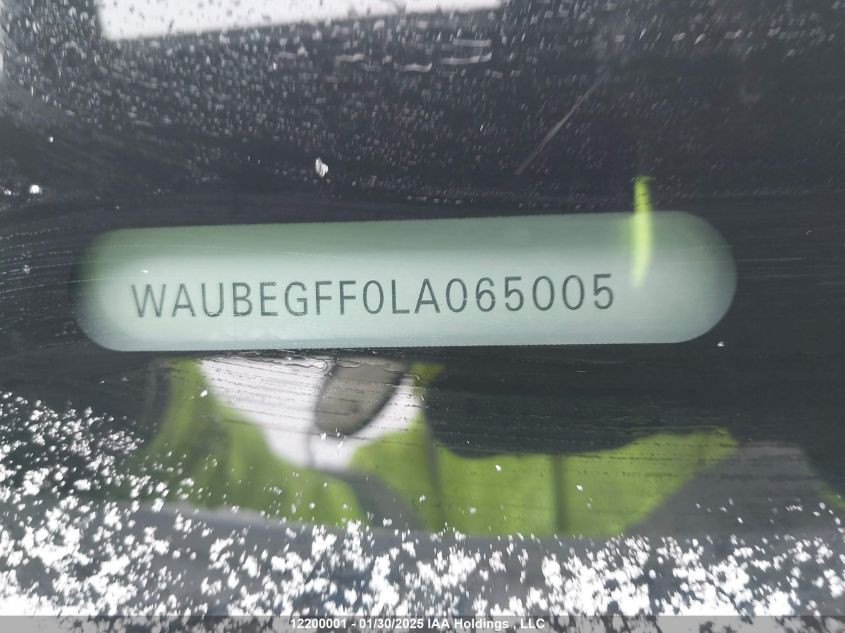 WAUBEGFF0LA065005
12200001 - 01/30/2025 IAA Holdings , LLC